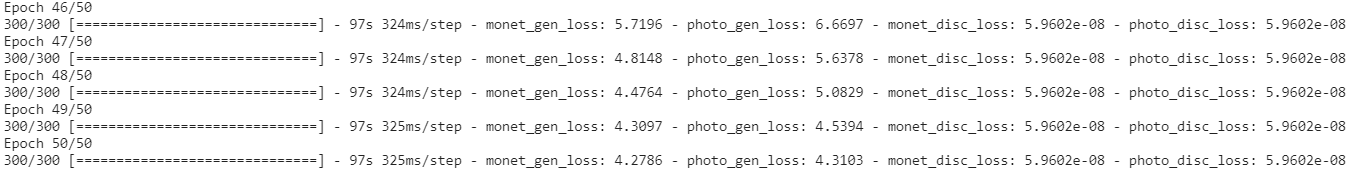 Epoch 46/50
300/300 [==============================] - 97s 324ms/step - monet_gen_loss: 5.7196 - photo_gen_loss: 6.6697 - monet_disc_loss: 5.9602e-08 - photo_disc_loss: 5.9602e-08
Epoch 47/50
300/300 [==============================] - 97s 324ms/step - monet_gen_loss: 4.8148 - photo_gen_loss: 5.6378 - monet_disc_loss: 5.9602e-08 - photo_disc_loss: 5.9602e-08
Epoch 48/50
300/300 [==============================] - 97s 324ms/step - monet_gen_loss: 4.4764 - photo_gen_loss: 5.0829 - monet_disc_loss: 5.9602e-08 - photo_disc_loss: 5.9602e-08
Epoch 49/50
300/300 [==============================] - 97s 325ms/step - monet_gen_loss: 4.3097 - photo_gen_loss: 4.5394 - monet_disc_loss: 5.9602e-08 - photo_disc_loss: 5.9602e-08
Epoch 50/50
300/300 [==============================] - 97s 325ms/step - monet_gen_loss: 4.2786 - photo_gen_loss: 4.3103 - monet_disc_loss: 5.9602e-08 - photo_disc_loss: 5.9602e-08